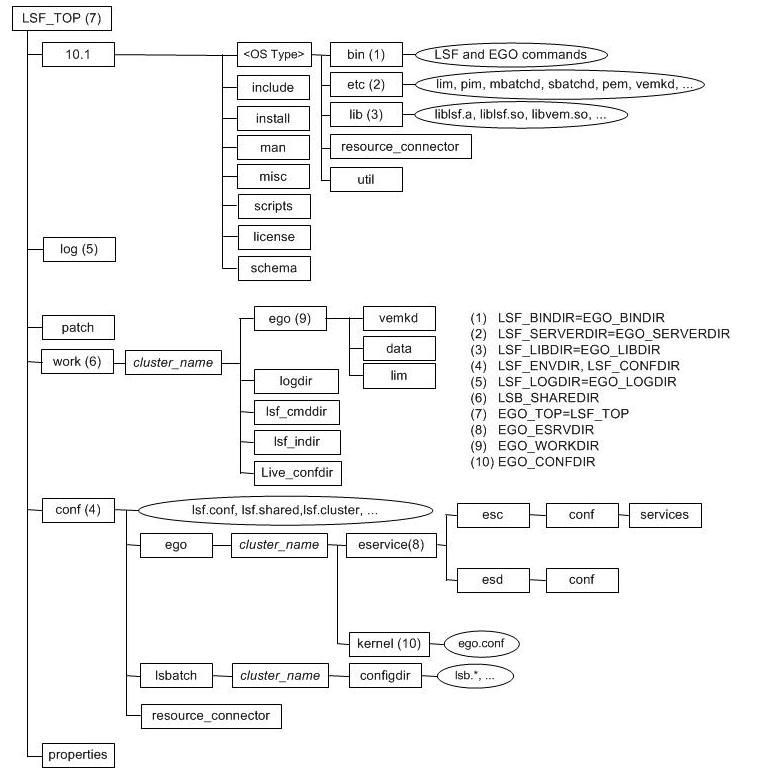 LSF_TOP (7)
10.1
<OS Type>
bin (1)
LSF and EGO commands
include
etc (2)
lim, pim, mbatchd, sbatchd, pem, vemkd, ...
install
lib (3)
liblsf.a, liblsf.so, libvem.so, ...
man
resource_connector
misc
util
scripts
log (5)
license
schema
patch
work (6)
cluster_name
ego (9)
vemkd
data
lim
logdir
lsf_cmddir
lsf_indir
Live_confdir
(1) LSF_BINDIR=EGO_BINDIR
(2) LSF_SERVERDIR=EGO_SERVERDIR
(3) LSF_LIBDIR=EGO_LIBDIR
(4) LSF_ENVDIR, LSF_CONFDIR
(5) LSF_LOGDIR=EGO_LOGDIR
(6) LSB_SHAREDIR
(7) EGO_TOP=LSF_TOP
(8) EGO_ESRVDIR
(9) EGO_WORKDIR
(10) EGO_CONFDIR
conf (4)
lsf.conf, lsf.shared,lsf.cluster, ...
esc
conf
services
ego
cluster_name
eservice(8)
esd
conf
kernel (10)
ego.conf
lsbatch
cluster_name
configdir
lsb.*, ...
resource_connector
properties